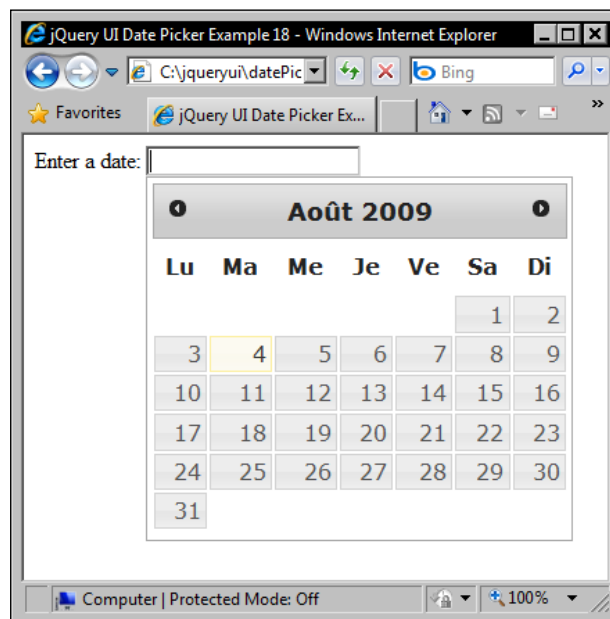 jQuery UI Date Picker Example 18 - Windows Internet Explorer
C:\jqueryui\datePic Bing
Favorites jQuery UI Date Picker Ex... »
Enter a date:
Août 2009
Lu Ma Me Je Ve Sa Di
1 2
3 4 5 6 7 8 9
10 11 12 13 14 15 16
17 18 19 20 21 22 23
24 25 26 27 28 29 30
31
Computer | Protected Mode: Off 100%